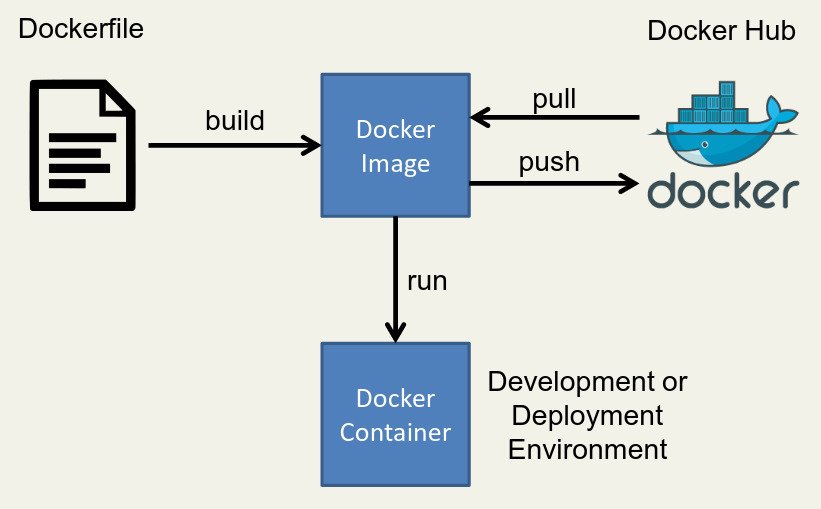 Dockerfile
Docker Hub
build
Docker
Image
pull
push
docker
run
Docker
Container
Development or
Deployment
Environment